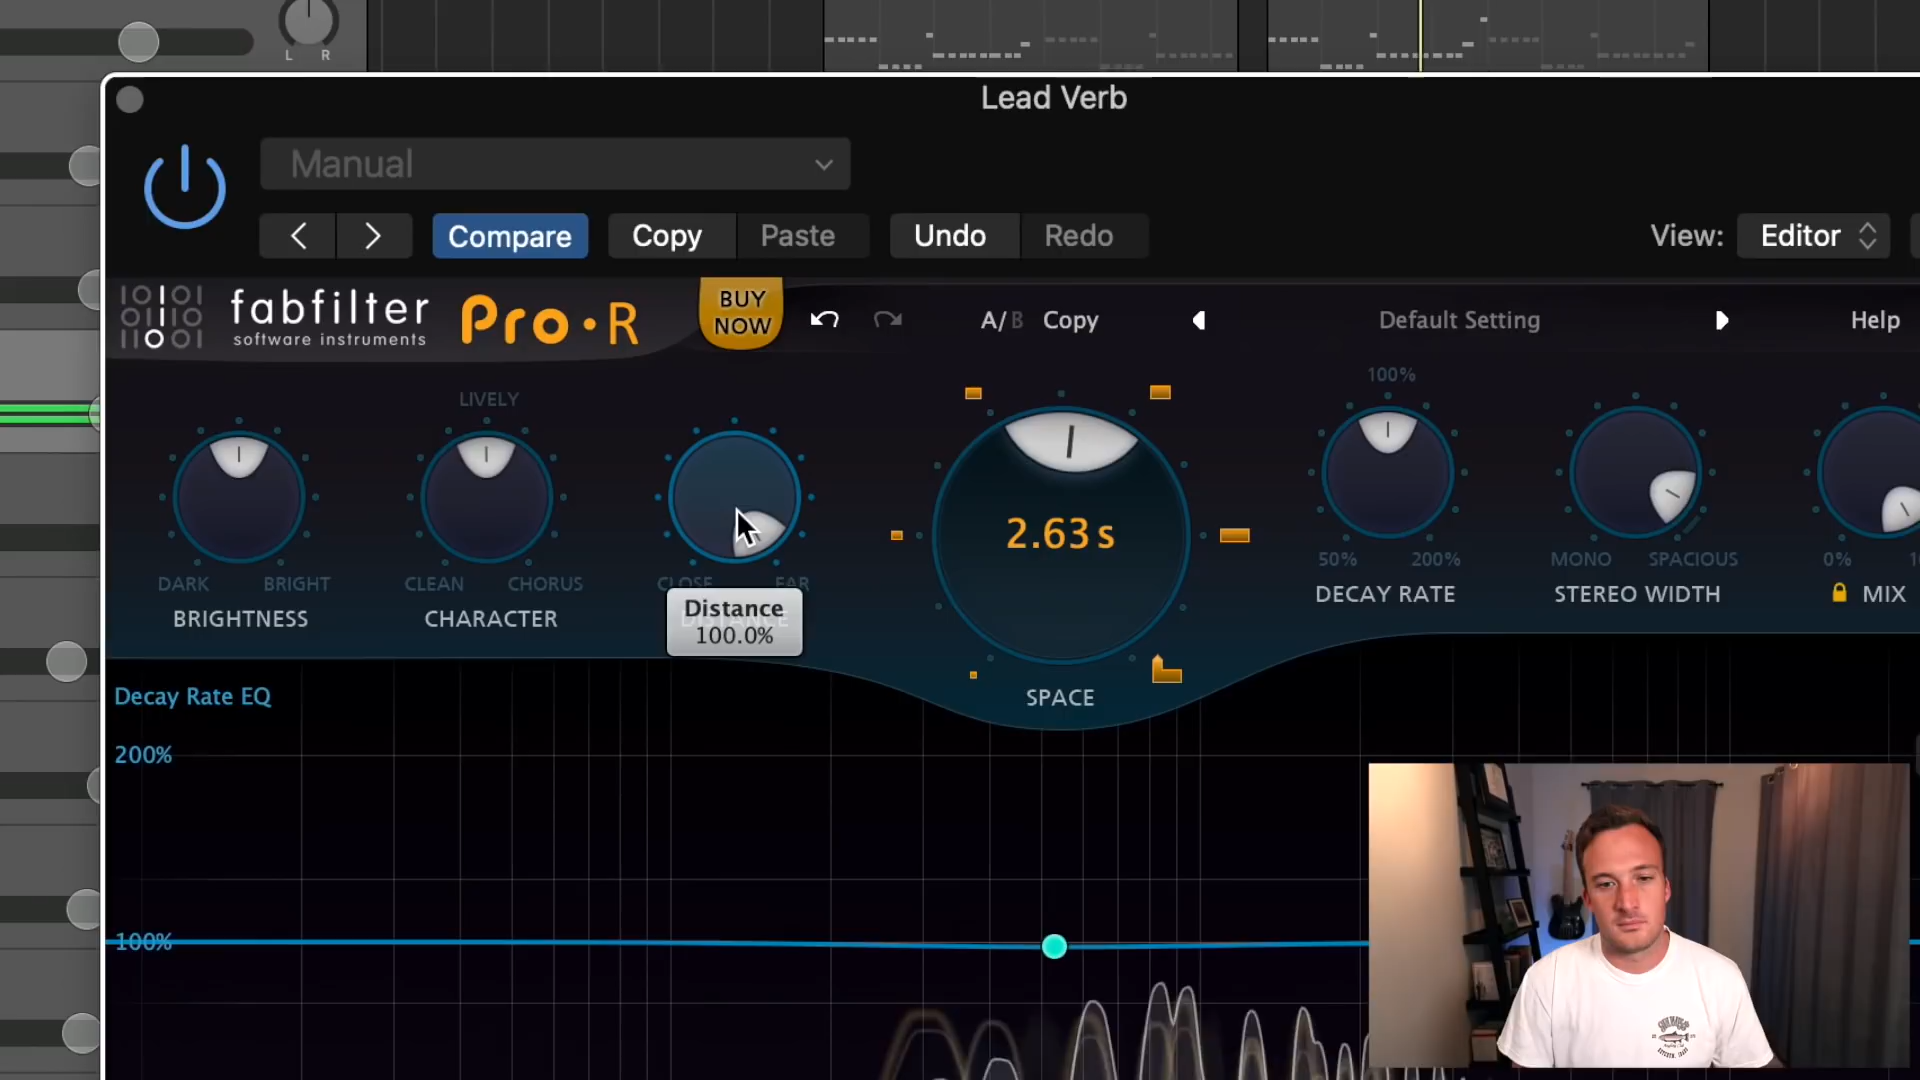 L R
Lead Verb
Manual
Compare Copy Paste Undo Redo View: Editor
fabfilter
software instruments
Pro·R
BUY
NOW
A/B Copy Default Setting Help
LIVELY
100%
DARK BRIGHT
BRIGHTNESS
CLEAN CHORUS
CHARACTER
CLOSE FAR
Distance
100.0%
2.63 s
SPACE
50% 200%
DECAY RATE
MONO SPACIOUS
STEREO WIDTH
0%
MIX
Decay Rate EQ
200%
100%